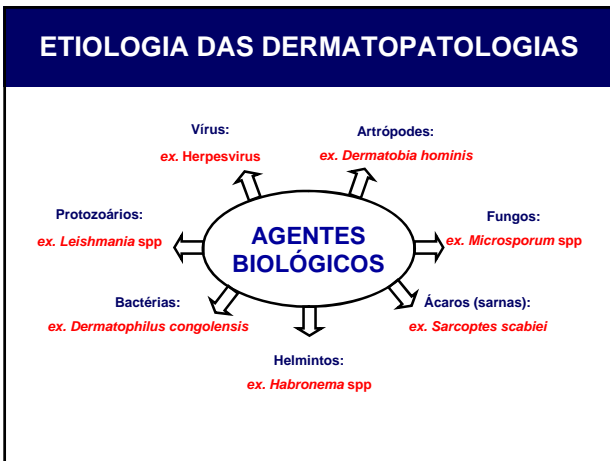 ETIOLOGIA DAS DERMATOPATOLOGIAS
Vírus:
ex. Herpesvirus
Artrópodes:
ex. Dermatobia hominis
Protozoários:
ex. Leishmania spp
AGENTES
BIOLÓGICOS
Fungos:
ex. Microsporum spp
Bactérias:
ex. Dermatophilus congolensis
Ácaros (sarnas):
ex. Sarcoptes scabiei
Helmintos:
ex. Habronema spp